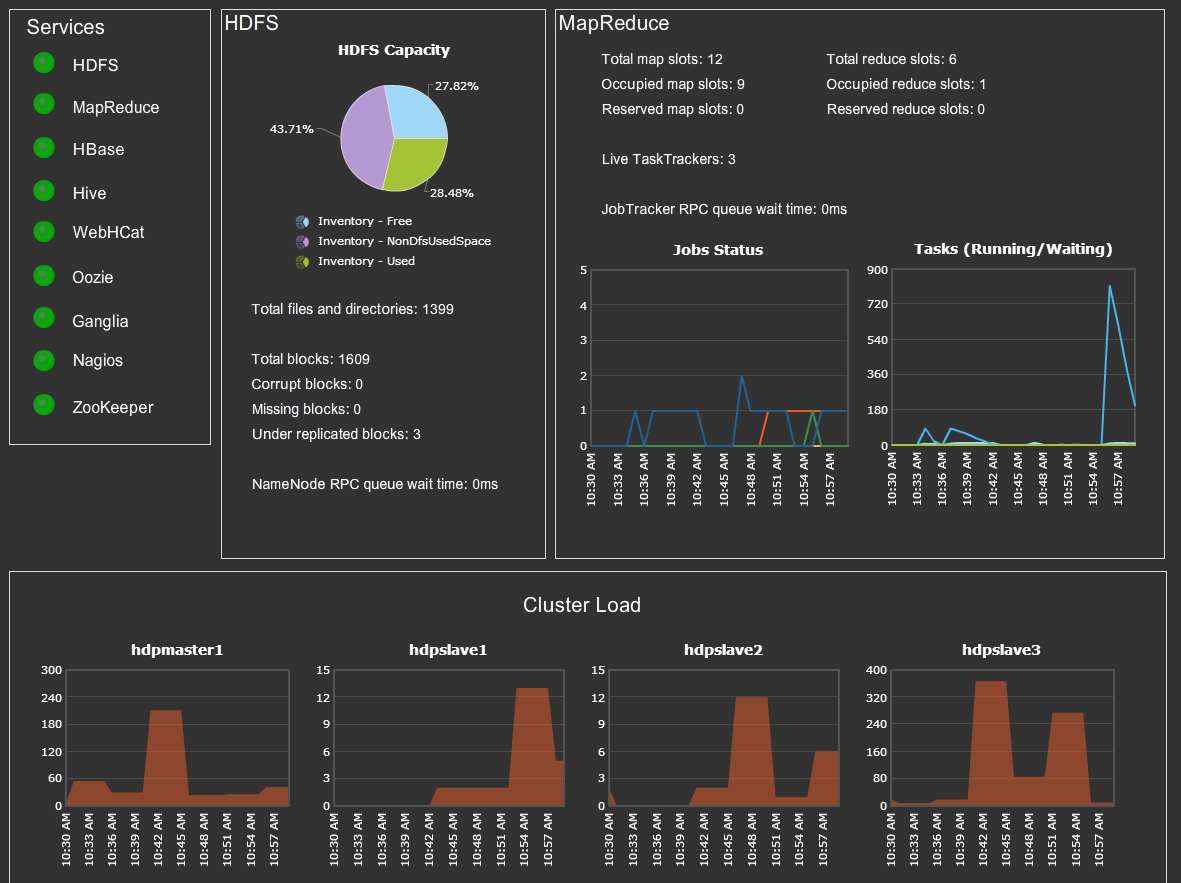 Services
HDFS
MapReduce
HBase
Hive
WebHCat
Oozie
Ganglia
Nagios
ZooKeeper
HDFS
HDFS Capacity
27.82%
43.71%
28.48%
Inventory - Free
Inventory - NonDfsUsedSpace
Inventory - Used
Total files and directories: 1399
Total blocks: 1609
Corrupt blocks: 0
Missing blocks: 0
Under replicated blocks: 3
NameNode RPC queue wait time: 0ms
MapReduce
Total map slots: 12
Total reduce slots: 6
Occupied map slots: 9
Occupied reduce slots: 1
Reserved map slots: 0
Reserved reduce slots: 0
Live TaskTrackers: 3
JobTracker RPC queue wait time: 0ms
Jobs Status
5
4
3
2
1
0
10:30 AM
10:33 AM
10:36 AM
10:39 AM
10:42 AM
10:45 AM
10:48 AM
10:51 AM
10:54 AM
10:57 AM
Tasks (Running/Waiting)
900
720
540
360
180
0
10:30 AM
10:33 AM
10:36 AM
10:39 AM
10:42 AM
10:45 AM
10:48 AM
10:51 AM
10:54 AM
10:57 AM
Cluster Load
hdpmaster1
300
240
180
120
60
0
10:30 AM
10:33 AM
10:36 AM
10:39 AM
10:42 AM
10:45 AM
10:48 AM
10:51 AM
10:54 AM
10:57 AM
hdpslave1
15
12
9
6
3
0
10:30 AM
10:33 AM
10:36 AM
10:39 AM
10:42 AM
10:45 AM
10:48 AM
10:51 AM
10:54 AM
10:57 AM
hdpslave2
15
12
9
6
3
0
10:30 AM
10:33 AM
10:36 AM
10:39 AM
10:42 AM
10:45 AM
10:48 AM
10:51 AM
10:54 AM
10:57 AM
hdpslave3
400
320
240
160
80
0
10:30 AM
10:33 AM
10:36 AM
10:39 AM
10:42 AM
10:45 AM
10:48 AM
10:51 AM
10:54 AM
10:57 AM